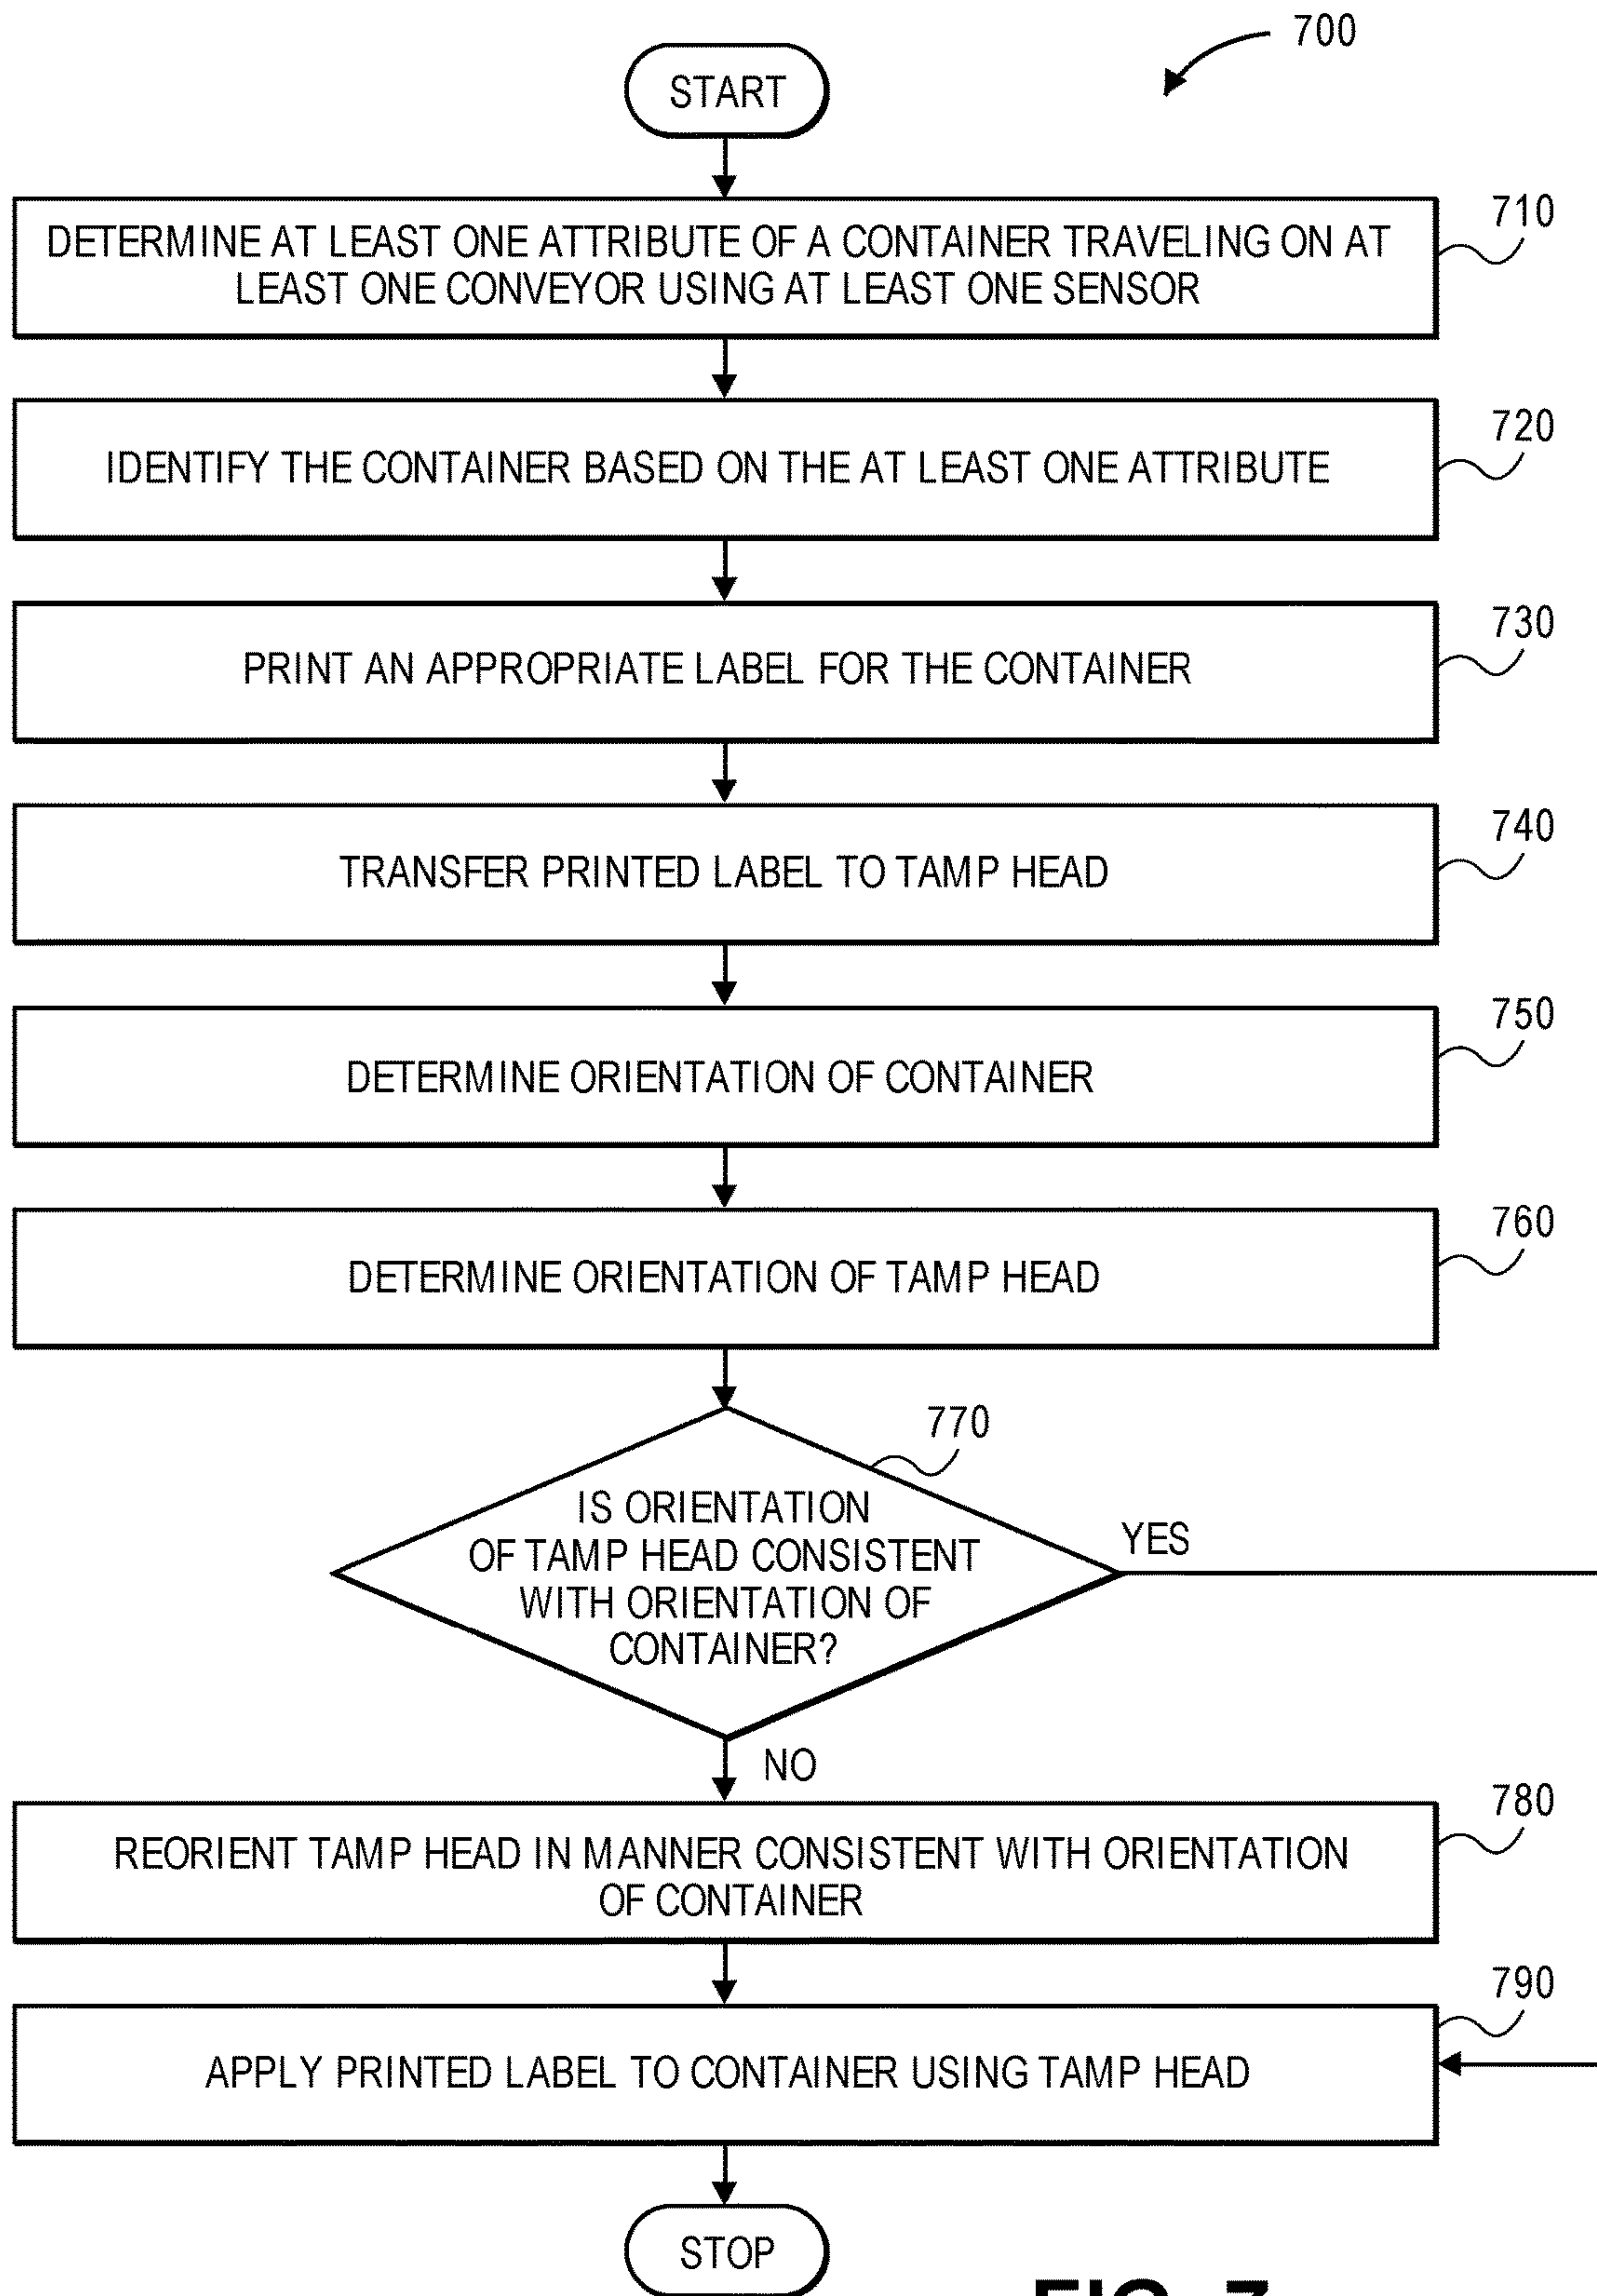 700
START
710
DETERMINE AT LEAST ONE ATTRIBUTE OF A CONTAINER TRAVELING ON AT
LEAST ONE CONVEYOR USING AT LEAST ONE SENSOR
720
IDENTIFY THE CONTAINER BASED ON THE AT LEAST ONE ATTRIBUTE
730
PRINT AN APPROPRIATE LABEL FOR THE CONTAINER
740
TRANSFER PRINTED LABEL TO TAMP HEAD
750
DETERMINE ORIENTATION OF CONTAINER
760
DETERMINE ORIENTATION OF TAMP HEAD
770
IS ORIENTATION
OF TAMP HEAD CONSISTENT
WITH ORIENTATION OF
CONTAINER?
YES
NO
780
REORIENT TAMP HEAD IN MANNER CONSISTENT WITH ORIENTATION
OF CONTAINER
790
APPLY PRINTED LABEL TO CONTAINER USING TAMP HEAD
STOP
FIG. 7